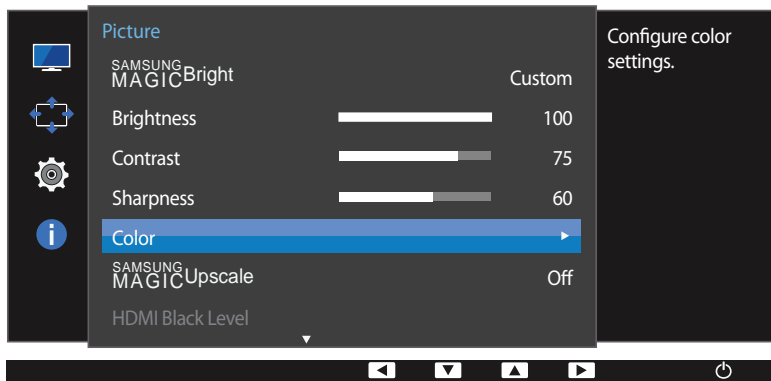 Picture
SAMSUNG
MAGICBright Custom
Brightness 100
Contrast 75
Sharpness 60
Color
SAMSUNG
MAGICUpscale Off
HDMI Black Level
Configure color
settings.